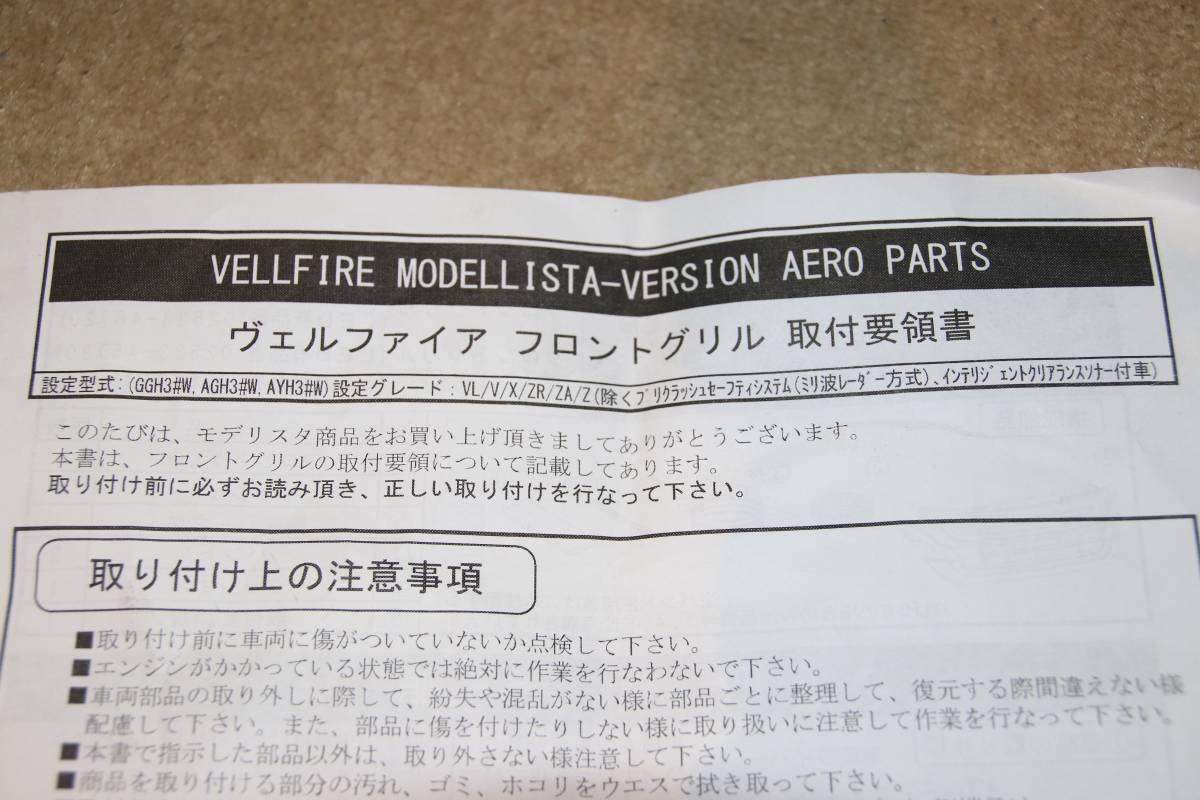 VELLFIRE MODELLISTA-VERSION AERO PARTS
ヴェルファイア フロントグリル 取付要領書
設定型式:(GGH3#W, AGH3#W, AYH3#W)設定グレード:VL/V/X/ZR/ZA/Z(除くプリクラッシュセーフティシステム(ミリ波レーダー方式)、インテリジェントクリアランスソナー付車)
このたびは、モデリスタ商品をお買い上げ頂きましてありがとうございます。
本書は、フロントグリルの取付要領について記載してあります。
取り付け前に必ずお読み頂き、正しい取り付けを行なって下さい。
取り付け上の注意事項
■取り付け前に車両に傷がついていないか点検して下さい。
■エンジンがかかっている状態では絶対に作業を行なわないで下さい。
■車両部品の取り外しに際して、紛失や混乱がない様に部品ごとに整理して、復元する際間違えない様
配慮して下さい。また、部品に傷を付けたりしない様に取り扱いに注意して作業を行なって下さい。
■本書で指示した部品以外は、取り外さない様注意して下さい。
■商品を取り付ける部分の汚れ、ゴミ、ホコリをウエスで拭き取って下さい。